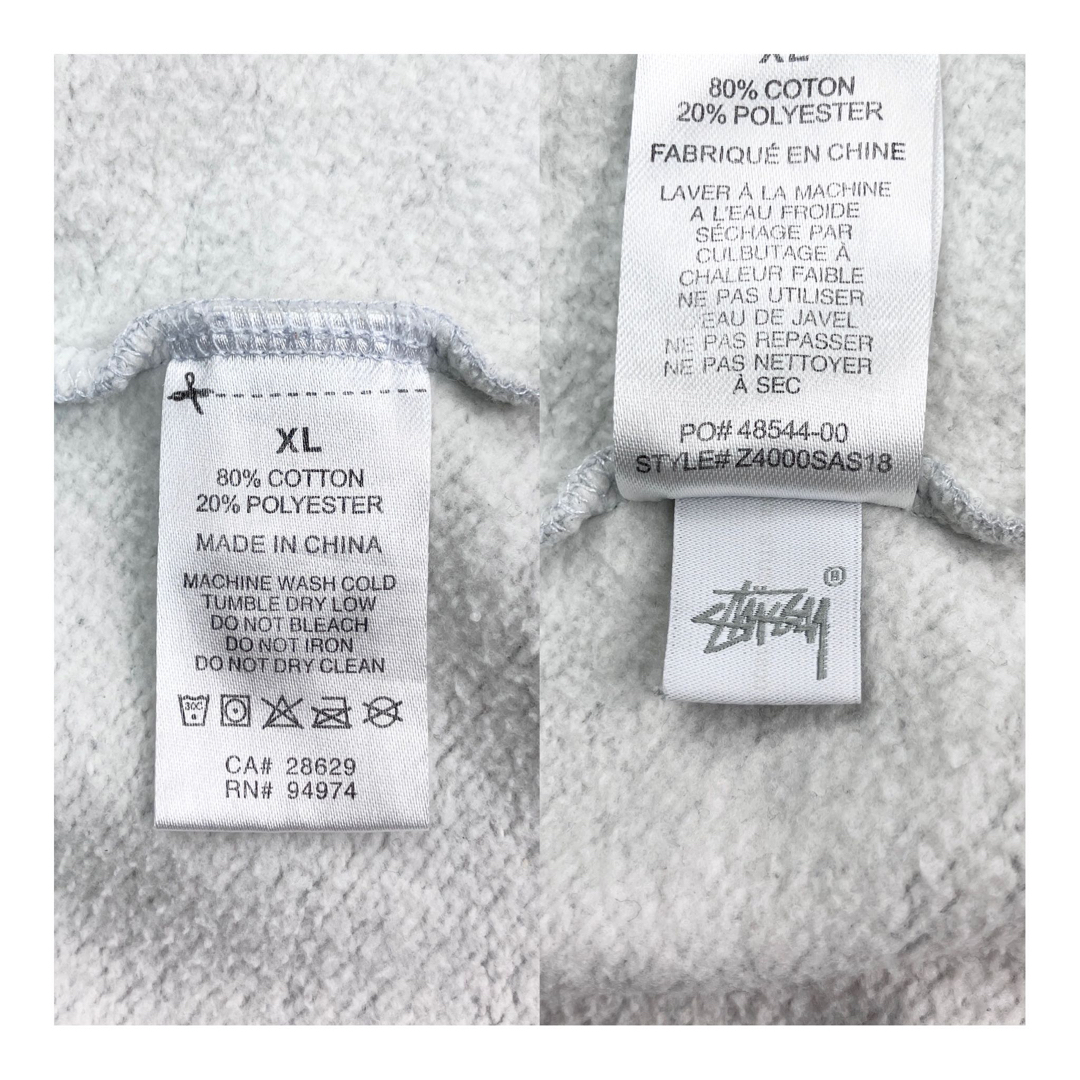 XL
80% COTTON
20% POLYESTER
MADE IN CHINA
MACHINE WASH COLD
TUMBLE DRY LOW
DO NOT BLEACH
DO NOT IRON
DO NOT DRY CLEAN
30C
CA# 28629
RN# 94974
XL
80% COTON
20% POLYESTER
FABRIQUÉ EN CHINE
LAVER À LA MACHINE
A L'EAU FROIDE
SÉCHAGE PAR
CULBUTAGE À
CHALEUR FAIBLE
NE PAS UTILISER
EAU DE JAVEL
NE PAS REPASSER
NE PAS NETTOYER
À SEC
PO# 48544-00
STYLE# Z4000SAS18
Stüssy ®